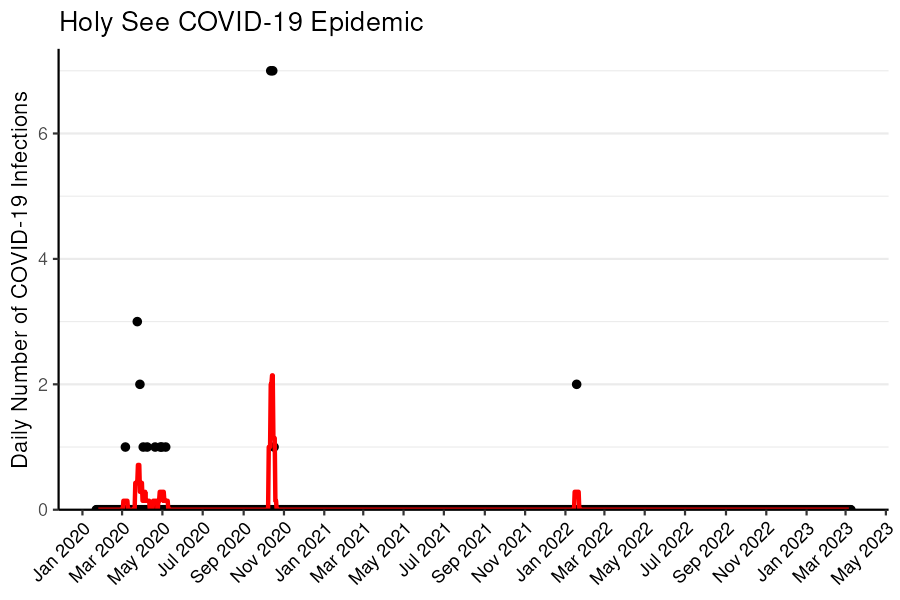 Holy See COVID-19 Epidemic
Daily Number of COVID-19 Infections
6
4
2
0
Jan 2020
Mar 2020
May 2020
Jul 2020
Sep 2020
Nov 2020
Jan 2021
Mar 2021
May 2021
Jul 2021
Sep 2021
Nov 2021
Jan 2022
Mar 2022
May 2022
Jul 2022
Sep 2022
Nov 2022
Jan 2023
Mar 2023
May 2023